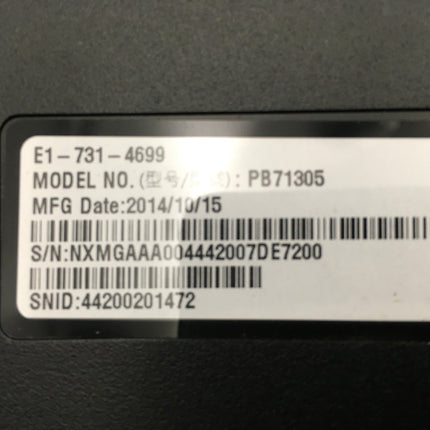 E1-731-4699
MODEL NO. (型号/): PB71305
MFG Date:2014/10/15
S/N:NXMGAAA004442007DE7200
SNID:44200201472